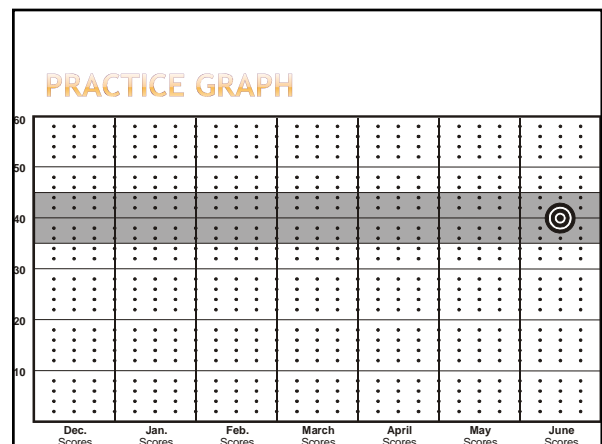 PRACTICE GRAPH
60
50
40
30
20
10
Dec. Jan. Feb. March April May June
Scores Scores Scores Scores Scores Scores Scores